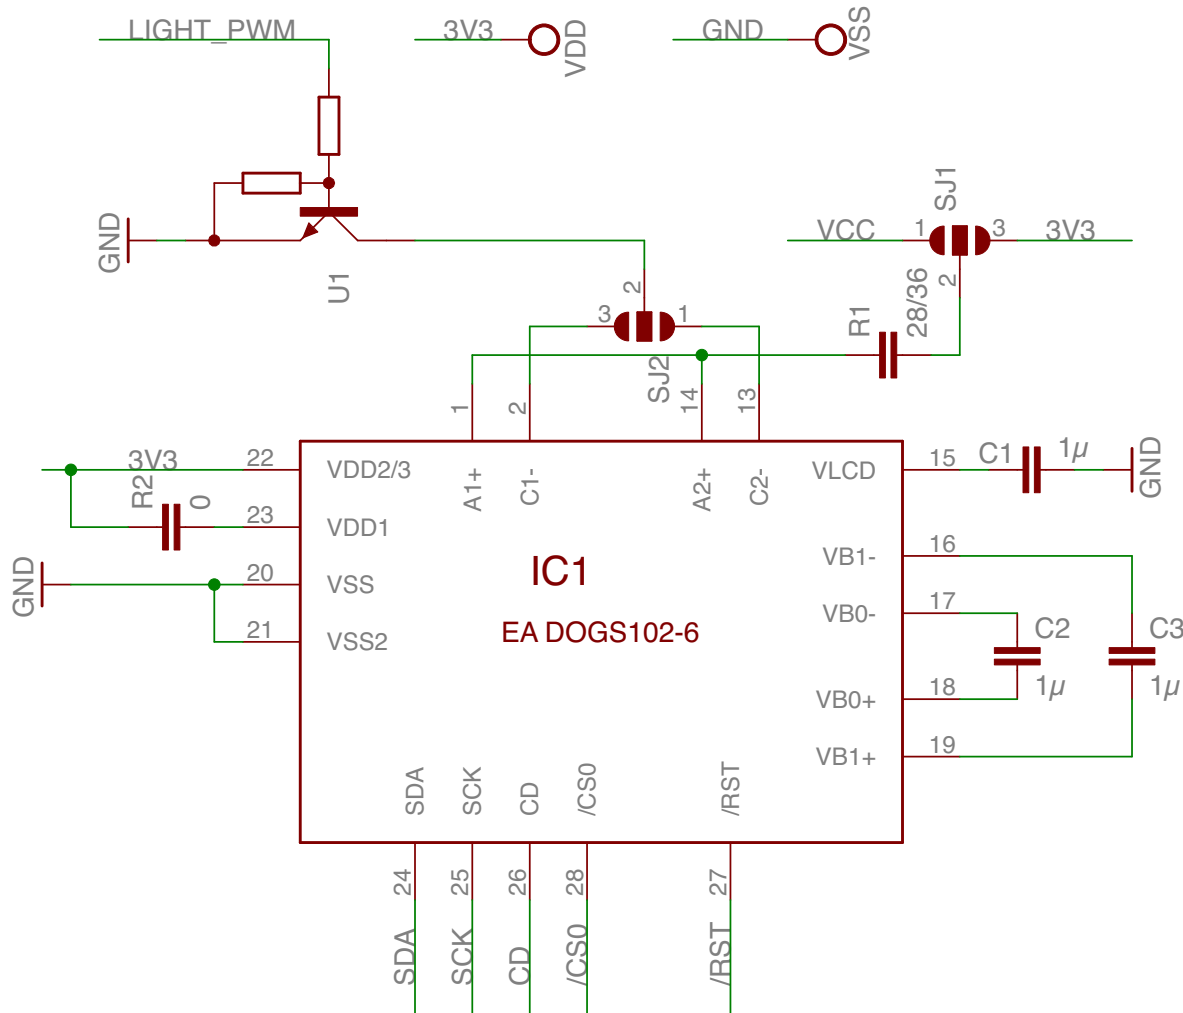 LIGHT_PWM
3V3
VDD
GND
VSS
GND
U1
VCC
1
3
3V3
SJ1
2
R1
28/36
2
3
1
SJ2
1
2
14
13
3V3
22
VDD2/3
R2
0
23
VDD1
GND
20
VSS
21
VSS2
A1+
C1-
A2+
C2-
VLCD
15
C1
1µ
GND
VB1-
16
VB0-
17
C2
1µ
C3
1µ
VB0+
18
VB1+
19
IC1
EA DOGS102-6
SDA
SCK
CD
/CS0
/RST
24
25
26
28
27
SDA
SCK
CD
/CS0
/RST